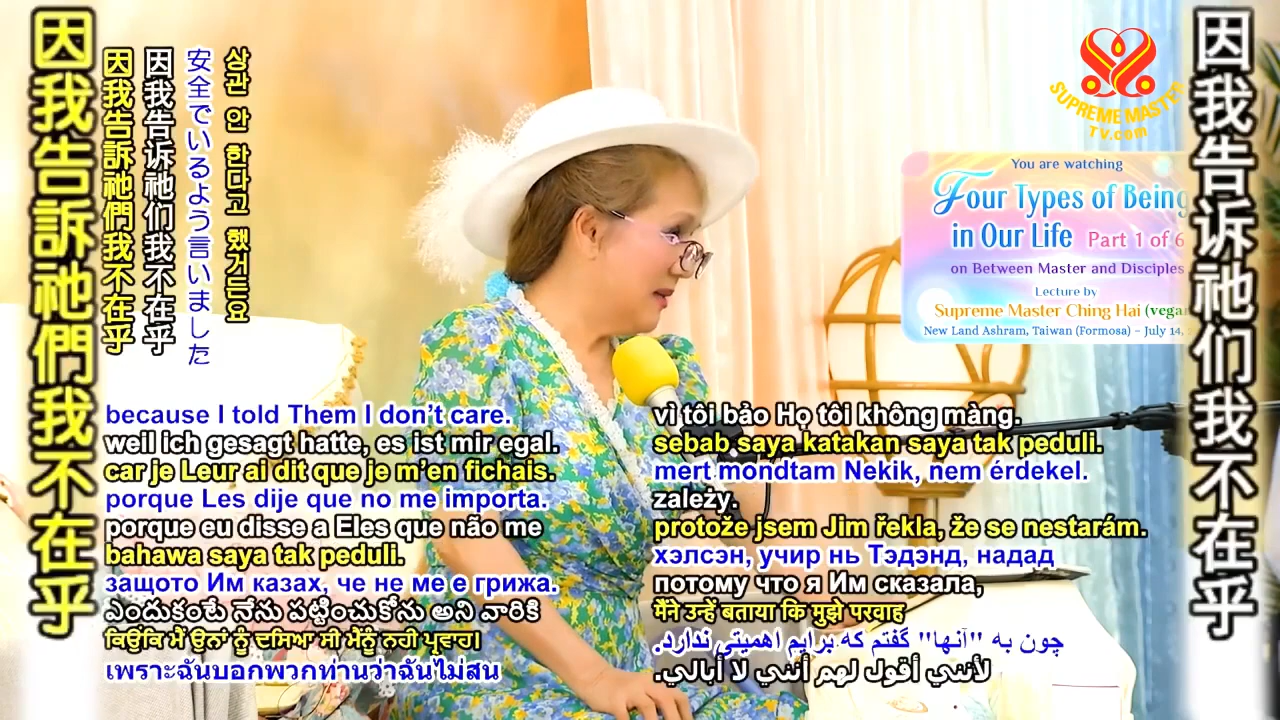 因我告訴祂們我不在乎
因我告訴祂們我不在乎
因我告诉祂们我不在乎
安全でいるよう言いました
상관 안 한다고 했거든요
SUPREME MASTER
TV.com
You are watching
Four Types of Being
in Our Life Part 1 of 6
on Between Master and Disciples
Lecture by
Supreme Master Ching Hai (vega
New Land Ashram, Taiwan (Formosa) – July 14,
因我告诉祂们我不在乎
because I told Them I don’t care.
weil ich gesagt hatte, es ist mir egal.
car je Leur ai dit que je m’en fichais.
porque Les dije que no me importa.
porque eu disse a Eles que não me
bahawa saya tak peduli.
защото Им казах, че не ме е грижа.
ఎందుకంటే నేను పట్టించుకోను అని వారికి
ਕਿਉਂਕਿ ਮੈਂ ਉਨਾਂ ਨੂੰ ਦਸਿਆ ਸੀ ਮੈਂਨੂੰ ਨਹੀ ਪ੍ਰਵਾਹ।
เพราะฉันบอกพวกท่านว่าฉันไม่สน
vì tôi bảo Họ tôi không màng.
sebab saya katakan saya tak peduli.
mert mondtam Nekik, nem érdekel.
zależy.
protože jsem Jim řekla, že se nestarám.
хэлсэн, учир нь Тэдэнд, надад
потому что я Им сказала,
मैंने उन्हें बताया कि मुझे परवाह
چون به "آنها" گفتم که برایم اهمیتی ندارد.
لأنني أقول لهم أنني لا أبالي.